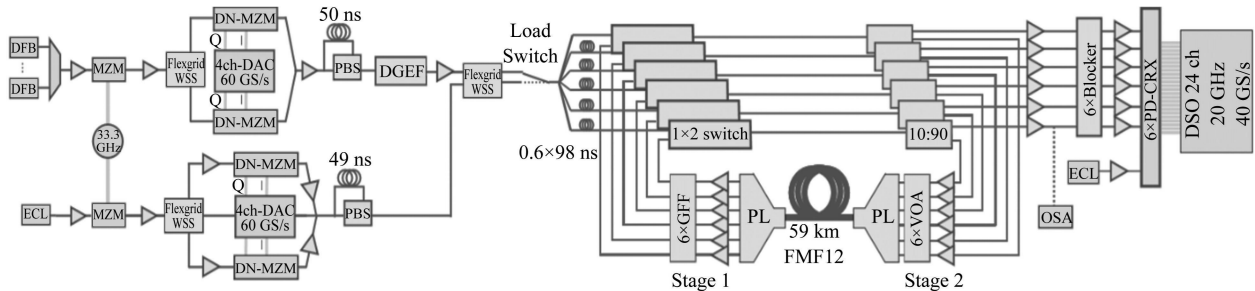 DFB
DFB
MZM
33.3
GHz
ECL
MZM
Flexgrid
WSS
DN-MZM
Q
I
4ch-DAC
60 GS/s
Q
I
DN-MZM
50 ns
PBS
DGEF
Flexgrid
WSS
Flexgrid
WSS
DN-MZM
Q
I
4ch-DAC
60 GS/s
I
DN-MZM
49 ns
PBS
Load
Switch
0.6×98 ns
1×2 switch
10:90
6×GFF
PL
59 km
FMF12
PL
6×VOA
Stage 1
Stage 2
6×Blocker
6×PD-CRX
DSO 24 ch
20 GHz
40 GS/s
ECL
OSA